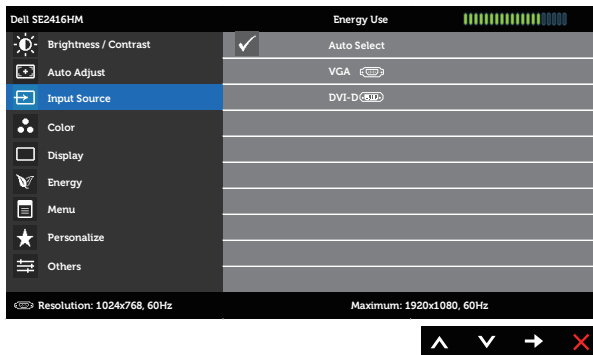 Dell SE2416HM Energy Use
Brightness / Contrast Auto Select
Auto Adjust VGA
Input Source DVI-D
Color
Display
Energy
Menu
Personalize
Others
Resolution: 1024x768, 60Hz Maximum: 1920x1080, 60Hz